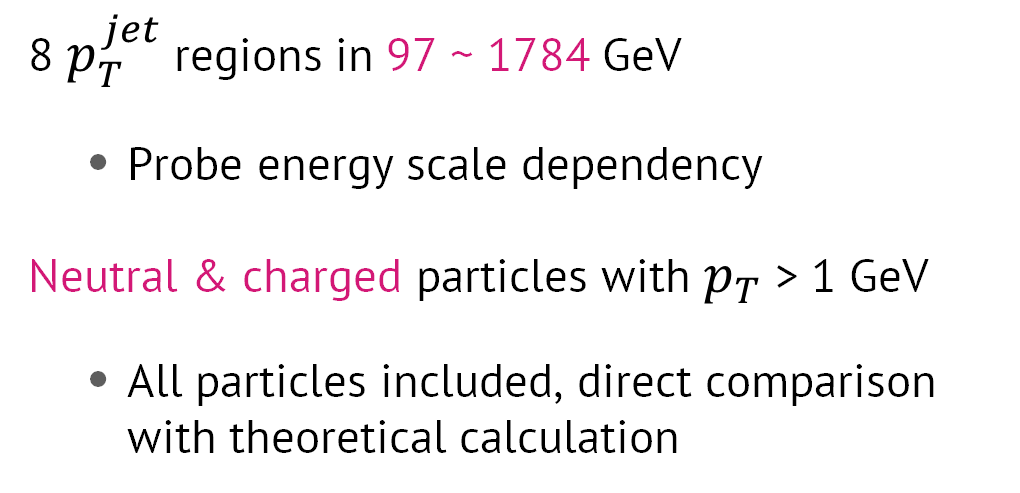 8 p_T^{jet} regions in 97 ~ 1784 GeV
• Probe energy scale dependency
Neutral & charged particles with p_T > 1 GeV
• All particles included, direct comparison
with theoretical calculation